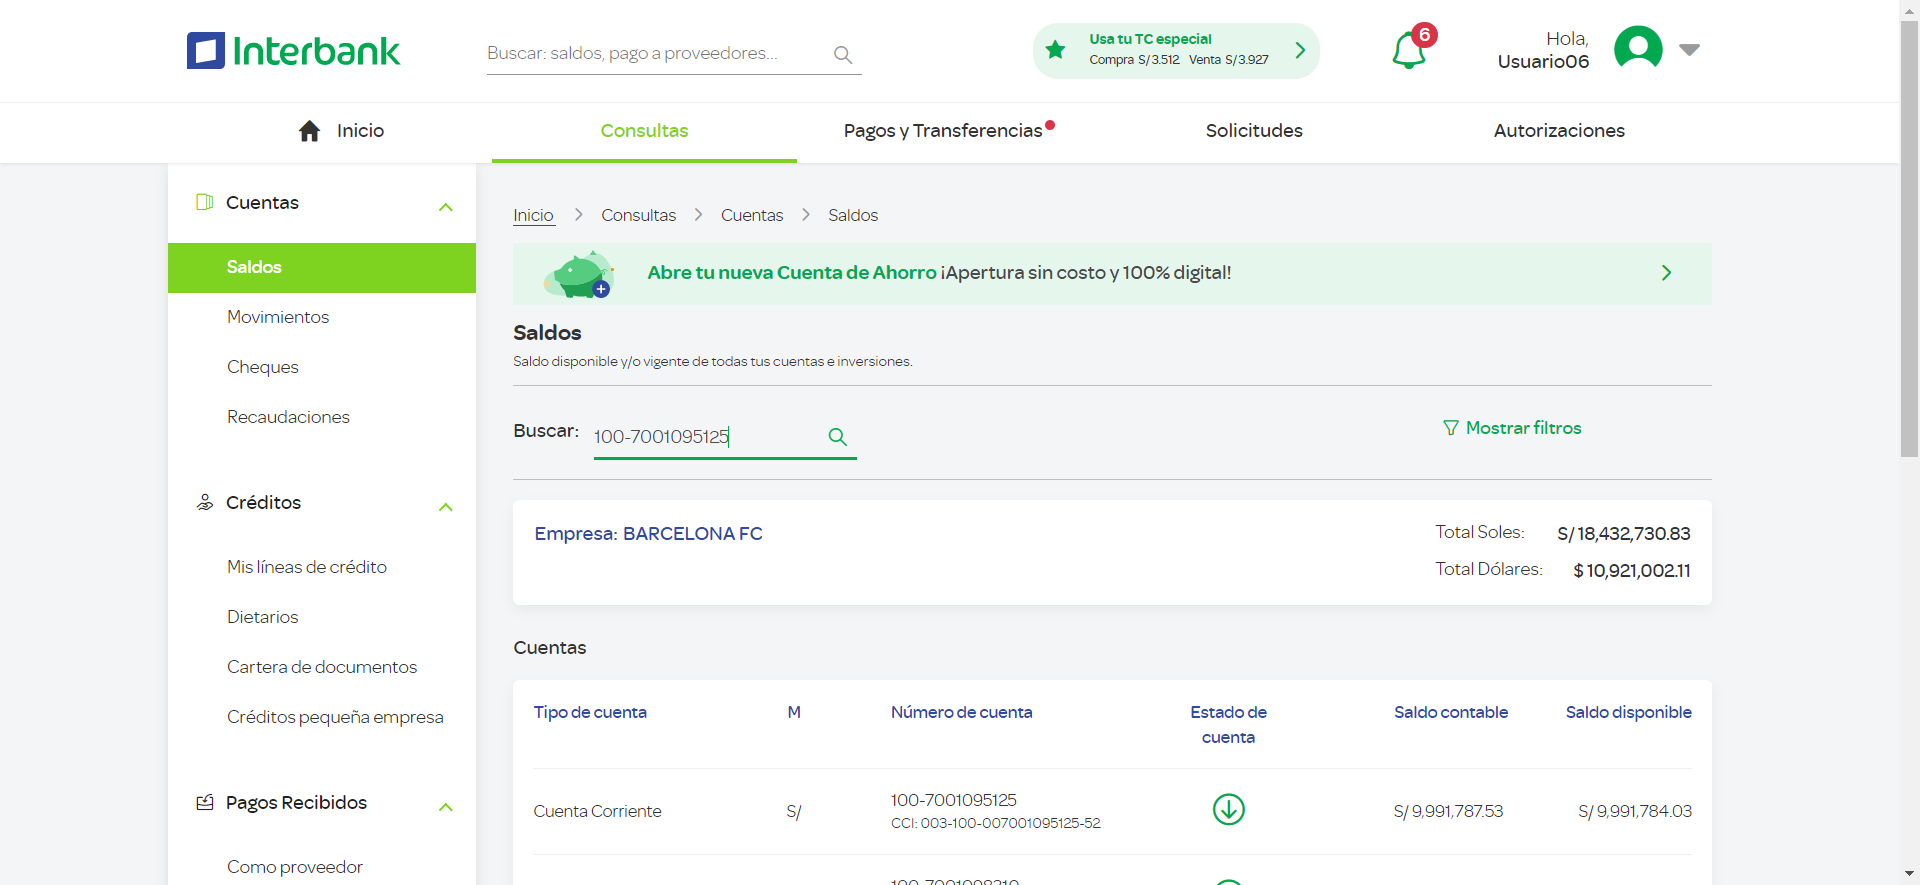 Interbank
Buscar: saldos, pago a proveedores...
Usa tu TC especial
Compra S/3.512 Venta S/3.927
6
Hola,
Usuario06
Inicio
Consultas
Pagos y Transferencias
Solicitudes
Autorizaciones
Cuentas
Saldos
Movimientos
Cheques
Recaudaciones
Créditos
Mis líneas de crédito
Dietarios
Cartera de documentos
Créditos pequeña empresa
Pagos Recibidos
Como proveedor
Inicio > Consultas > Cuentas > Saldos
Abre tu nueva Cuenta de Ahorro ¡Apertura sin costo y 100% digital!
Saldos
Saldo disponible y/o vigente de todas tus cuentas e inversiones.
Buscar: 100-7001095125
Mostrar filtros
Empresa: BARCELONA FC
Total Soles: S/ 18,432,730.83
Total Dólares: $ 10,921,002.11
Cuentas
Tipo de cuenta M Número de cuenta Estado de cuenta Saldo contable Saldo disponible
Cuenta Corriente S/ 100-7001095125 S/ 9,991,787.53 S/ 9,991,784.03
CCI: 003-100-007001095125-52